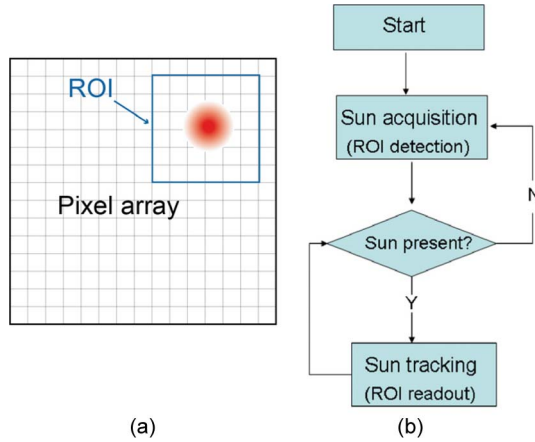 ROI
Pixel array
(a)
Start
Sun acquisition
(ROI detection)
Sun present?
N
Y
Sun tracking
(ROI readout)
(b)